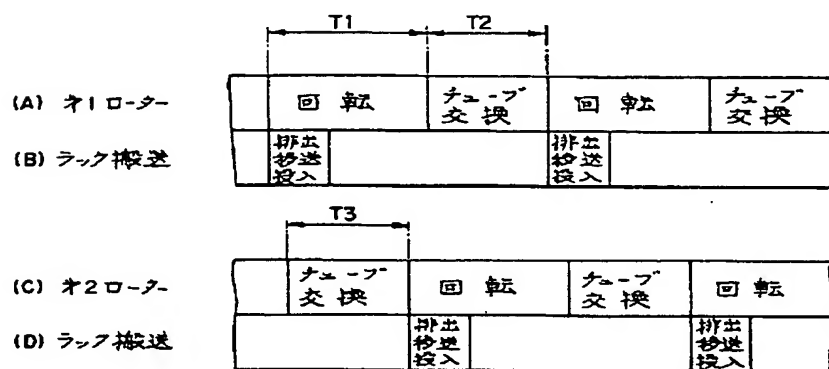 T1 T2
(A) 才1ローター 回転 チューブ 回転 チューブ
交換 交換
(B) ラック搬送 排出 排出
移送 移送
投入 投入
T3
(C) 才2ローター チューブ 回転 チューブ 回転
交換 交換
(D) ラック搬送 排出 排出
移送 移送
投入 投入